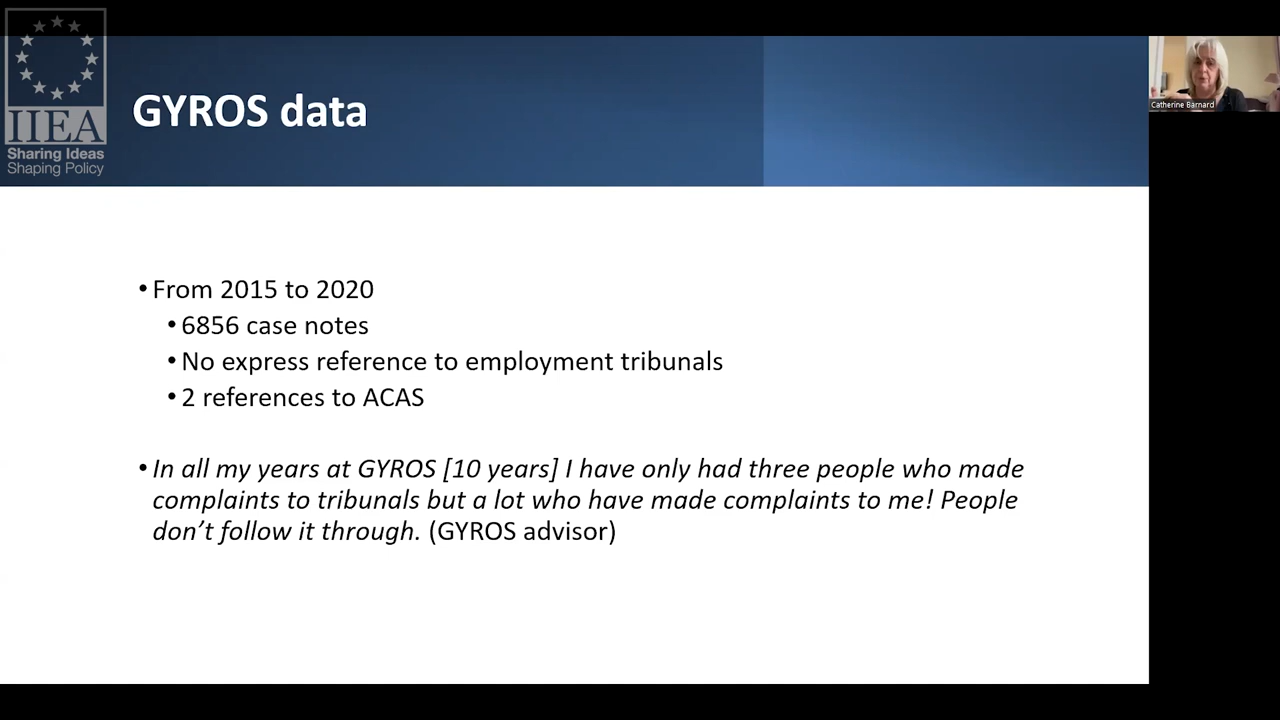 IIEA
Sharing Ideas
Shaping Policy
GYROS data
Catherine Barnard
• From 2015 to 2020
• 6856 case notes
• No express reference to employment tribunals
• 2 references to ACAS
• In all my years at GYROS [10 years] I have only had three people who made
complaints to tribunals but a lot who have made complaints to me! People
don’t follow it through. (GYROS advisor)